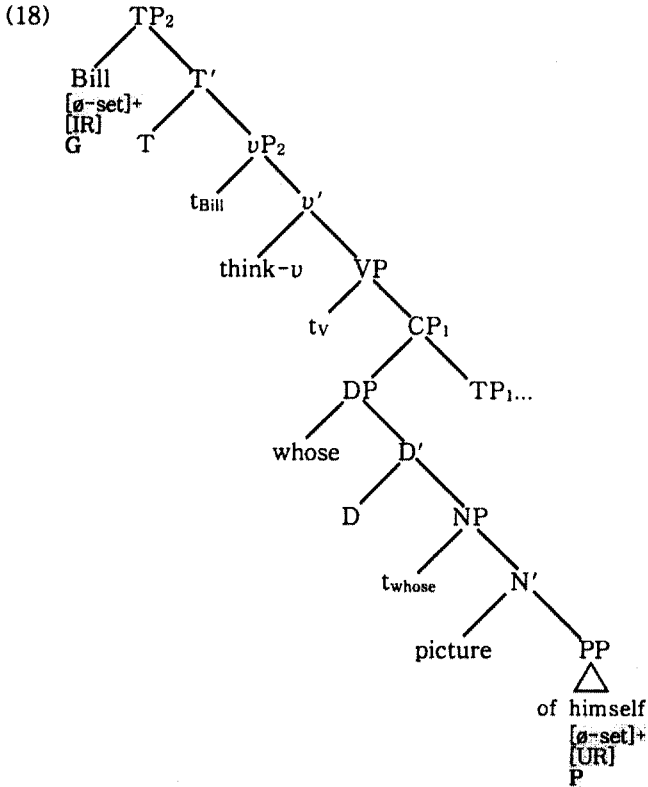 (18) TP₂
Bill T′
[ø-set]+
[IR]
G T vP₂
tBill v′
think-v VP
tV CP₁
DP TP₁...
whose D′
D NP
twhose N′
picture PP
of himself
[ø-set]+
[UR]
P